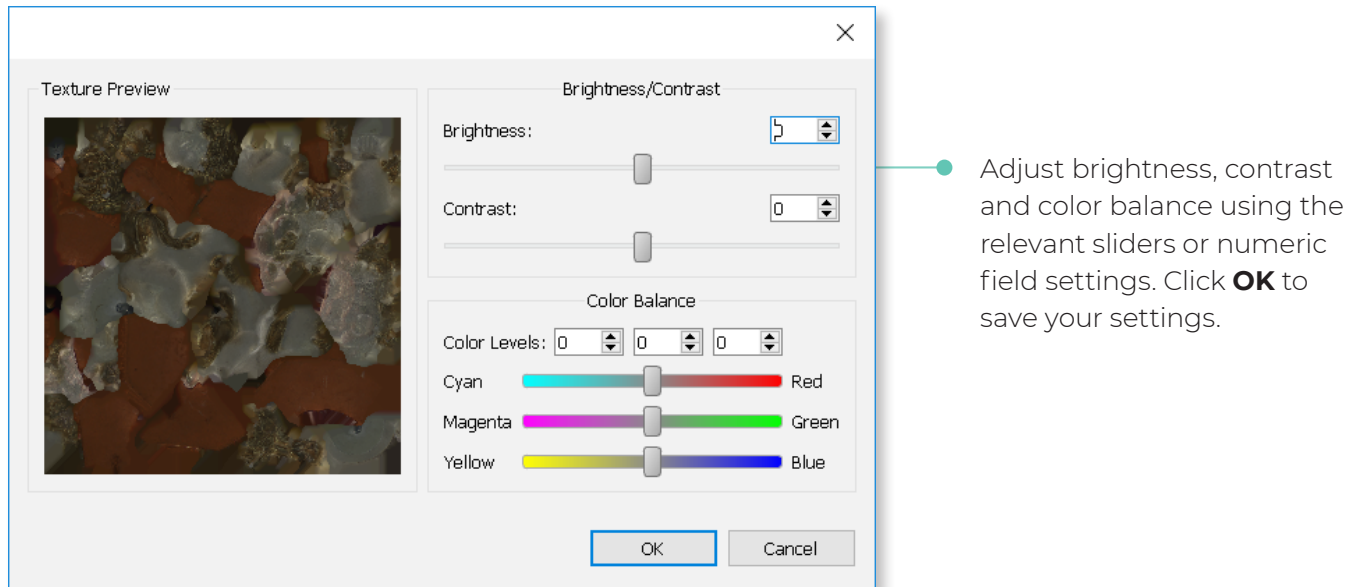 Texture Preview
Brightness/Contrast
Brightness:
Contrast:
0
Color Balance
Color Levels: 0 0 0
Cyan Red
Magenta Green
Yellow Blue
OK Cancel
Adjust brightness, contrast
and color balance using the
relevant sliders or numeric
field settings. Click OK to
save your settings.